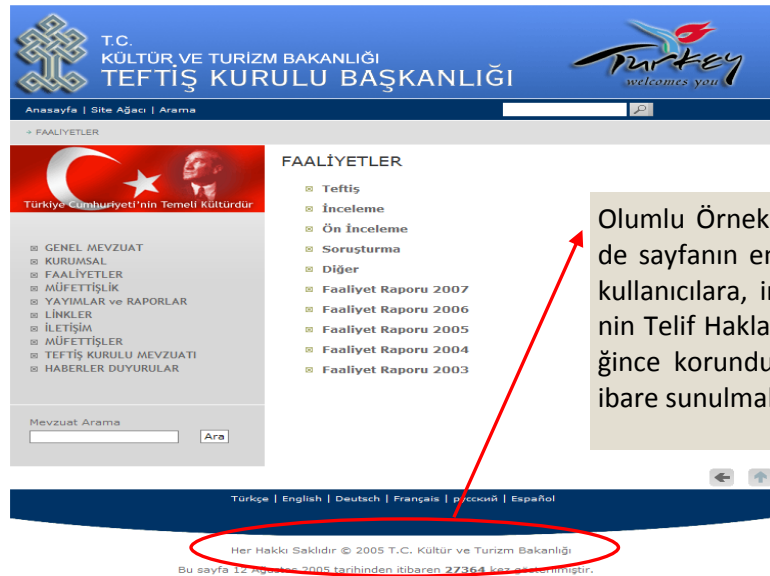 T.C.
KÜLTÜR VE TURİZM BAKANLIĞI
TEFTİŞ KURULU BAŞKANLIĞI
Turkey
welcomes you
Anasayfa | Site Ağacı | Arama
FAALİYETLER
Türkiye Cumhuriyeti'nin Temeli Kültürdür
GENEL MEVZUAT
KURUMSAL
FAALİYETLER
MÜFETTİŞLİK
YAYIMLAR ve RAPORLAR
LİNKLER
İLETİŞİM
MÜFETTİŞLER
TEFTİŞ KURULU MEVZUATI
HABERLER DUYURULAR
Mevzuat Arama
Ara
FAALİYETLER
Teftiş
İnceleme
Ön İnceleme
Soruşturma
Diğer
Faaliyet Raporu 2007
Faaliyet Raporu 2006
Faaliyet Raporu 2005
Faaliyet Raporu 2004
Faaliyet Raporu 2003
Olumlu Örnek
de sayfanın
kullanıcılara,
nin Telif
ğince
ibare
Türkçe | English | Deutsch | Français | русский | Español
Her Hakkı Saklıdır © 2005 T.C. Kültür ve Turizm Bakanlığı
Bu sayfa 12 Ağustos 2005 tarihinden itibaren 27364 kez gösterilmiştir.